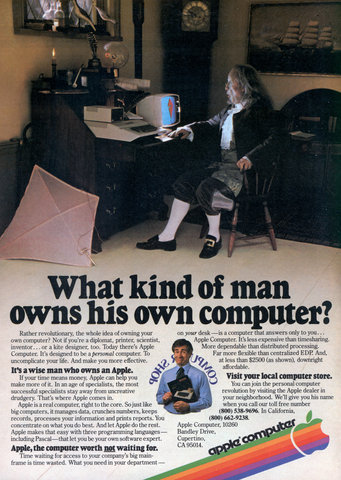 What kind of man
owns his own computer?
Rather revolutionary, the whole idea of owning your
own computer? Not if you're a diplomat, printer, scientist,
inventor... or a kite designer, too. Today there's Apple
Computer. It's designed to be a personal computer. To
uncomplicate your life. And make you more effective.
It's a wise man who owns an Apple.
If your time means money, Apple can help you
make more of it. In an age of specialists, the most
successful specialists stay away from uncreative
drudgery. That's where Apple comes in.
Apple is a real computer, right to the core. So just like
big computers, it manages data, crunches numbers, keeps
records, processes your information and prints reports. You
concentrate on what you do best. And let Apple do the rest.
Apple makes that easy with three programming languages—
including Pascal—that let you be your own software expert.
Apple, the computer worth not waiting for.
Time waiting for access to your company's big main-
frame is time wasted. What you need in your department—
on your desk—is a computer that answers only to you...
Apple Computer. It's less expensive than timesharing.
More dependable than distributed processing.
Far more flexible than centralized EDP. And,
at less than $2500 (as shown), downright
affordable.
Visit your local computer store.
You can join the personal computer
revolution by visiting the Apple dealer in
your neighborhood. We'll give you his name
when you call our toll free number
(800) 538-9696. In California,
(800) 662-9238.
Apple Computer, 10260
Bandley Drive,
Cupertino,
CA 95014.
COMPUTER SHOP
apple computer